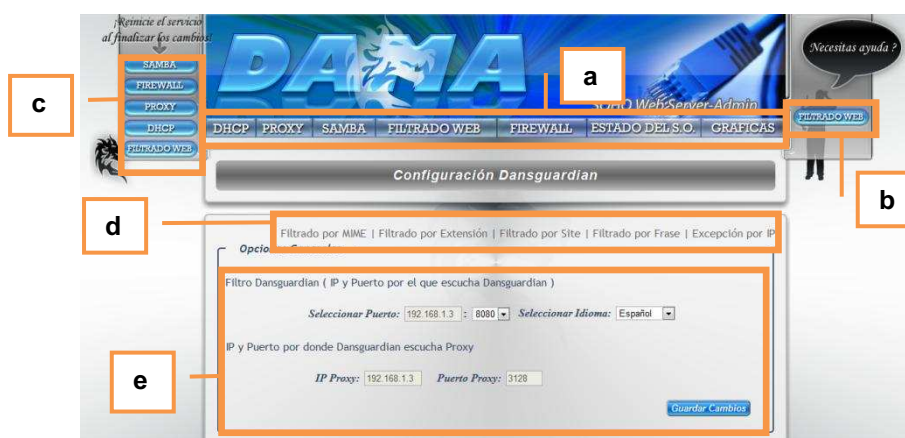 ¡Reinicie el servicio
al finalizar los cambios!
SAMBA
FIREWALL
PROXY
DHCP
FILTRADO WEB
c
DAMA
a
SOHO Web Server-Admin
DHCP PROXY SAMBA FILTRADO WEB FIREWALL ESTADO DEL S.O. GRAFICAS
Necesitas ayuda ?
FILTRADO WEB
b
Configuración Dansguardian
d
Filtrado por MIME | Filtrado por Extensión | Filtrado por Site | Filtrado por Frase | Excepción por IP
Filtro Dansguardian ( IP y Puerto por el que escucha Dansguardian )
Seleccionar Puerto: 192.168.1.3 : 8080 Seleccionar Idioma: Español
IP y Puerto por donde Dansguardian escucha Proxy
e
IP Proxy: 192.168.1.3 Puerto Proxy: 3128
Guardar Cambios